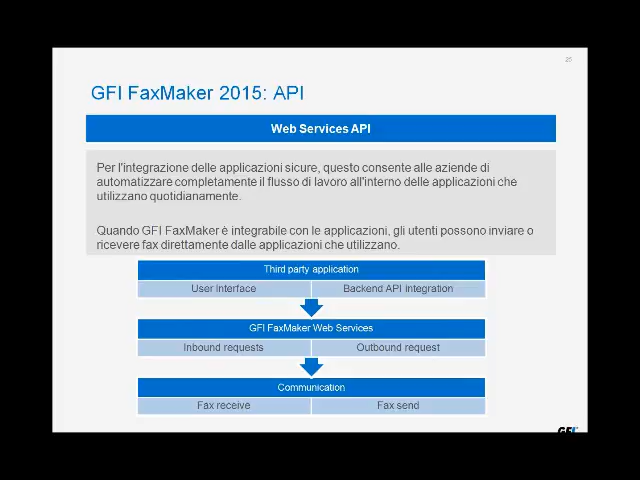 25
GFI FaxMaker 2015: API
Web Services API
Per l'integrazione delle applicazioni sicure, questo consente alle aziende di
automatizzare completamente il flusso di lavoro all'interno delle applicazioni che
utilizzano quotidianamente.
Quando GFI FaxMaker è integrabile con le applicazioni, gli utenti possono inviare o
ricevere fax direttamente dalle applicazioni che utilizzano.
Third party application
User Interface Backend API integration
GFI FaxMaker Web Services
Inbound requests Outbound request
Communication
Fax receive Fax send
GFI